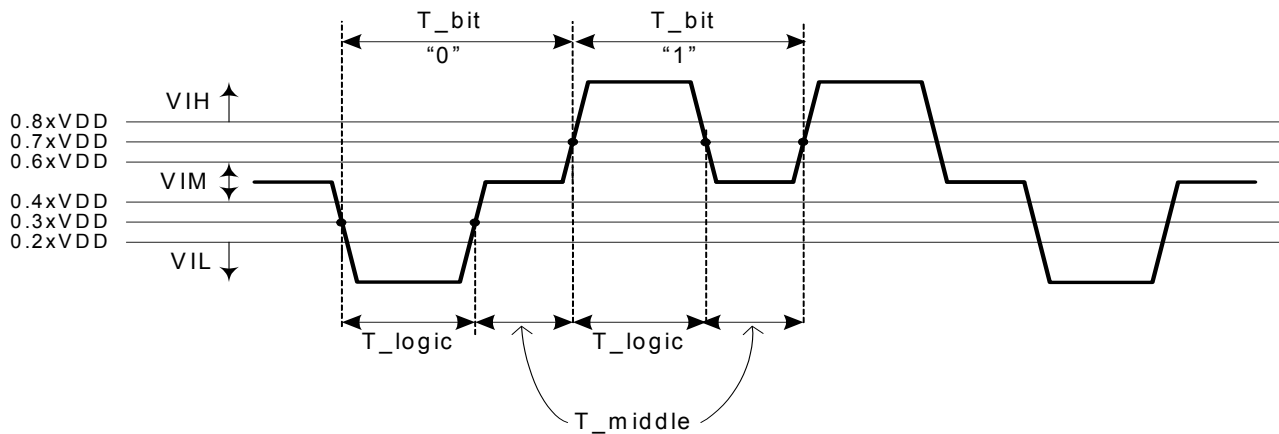 T_bit
T_bit
“0”
“1”
VIH
0.8xVDD
0.7xVDD
0.6xVDD
VIM
0.4xVDD
0.3xVDD
0.2xVDD
VIL
T_logic
T_logic
T_middle